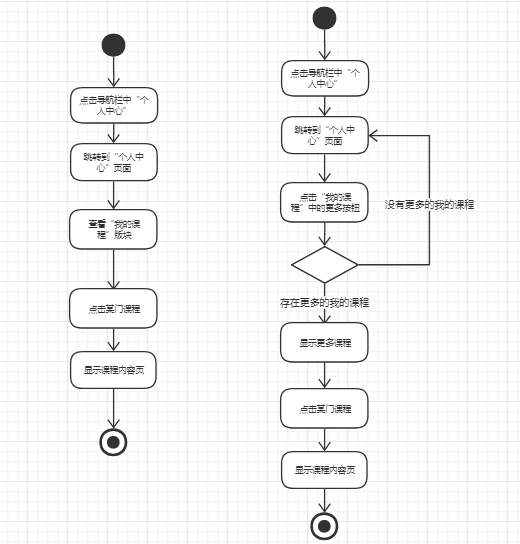 点击导航栏中“个
人中心”
跳转到“个人中
心”页面
查看“我的课
程”版块
点击某门课程
显示课程内容页
点击导航栏中“个
人中心”
跳转到“个人中
心”页面
点击“我的课
程”中的更多按钮
没有更多的我的课程
存在更多的我的课程
显示更多课程
点击某门课程
显示课程内容页